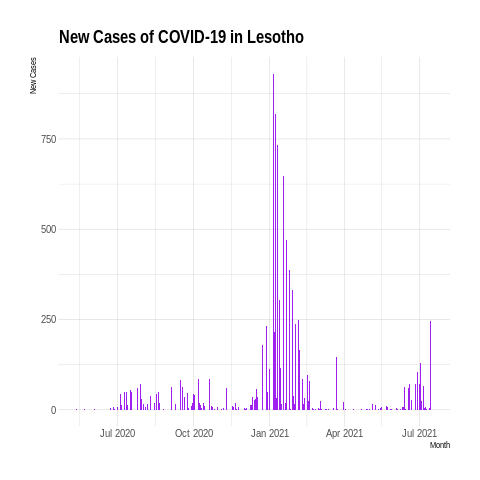 New Cases of COVID-19 in Lesotho
New Cases
750
500
250
0
Jul 2020 Oct 2020 Jan 2021 Apr 2021 Jul 2021
Month